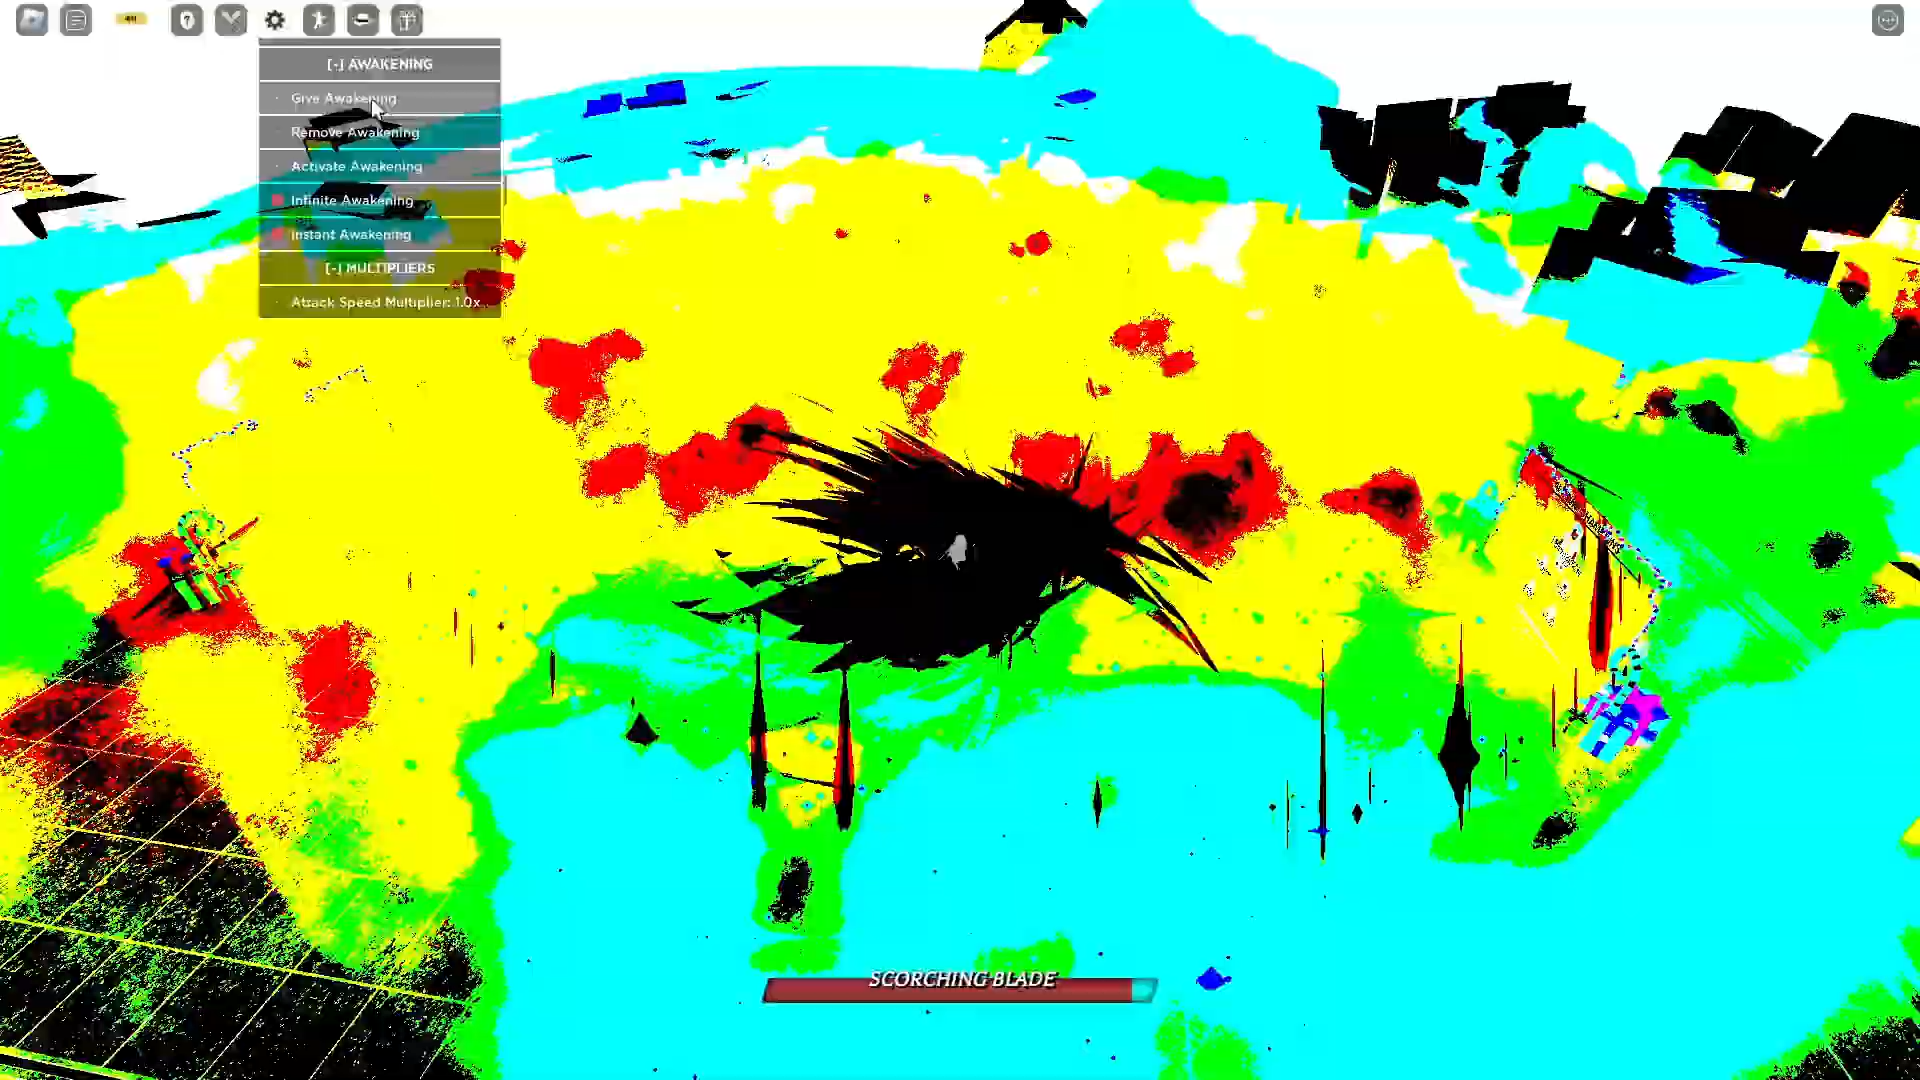 [-] AWAKENING
Give Awakening
Remove Awakening
Activate Awakening
Infinite Awakening
Instant Awakening
[-] MULTIPLIERS
Attack Speed Multiplier: 1.0x
SCORCHING BLADE